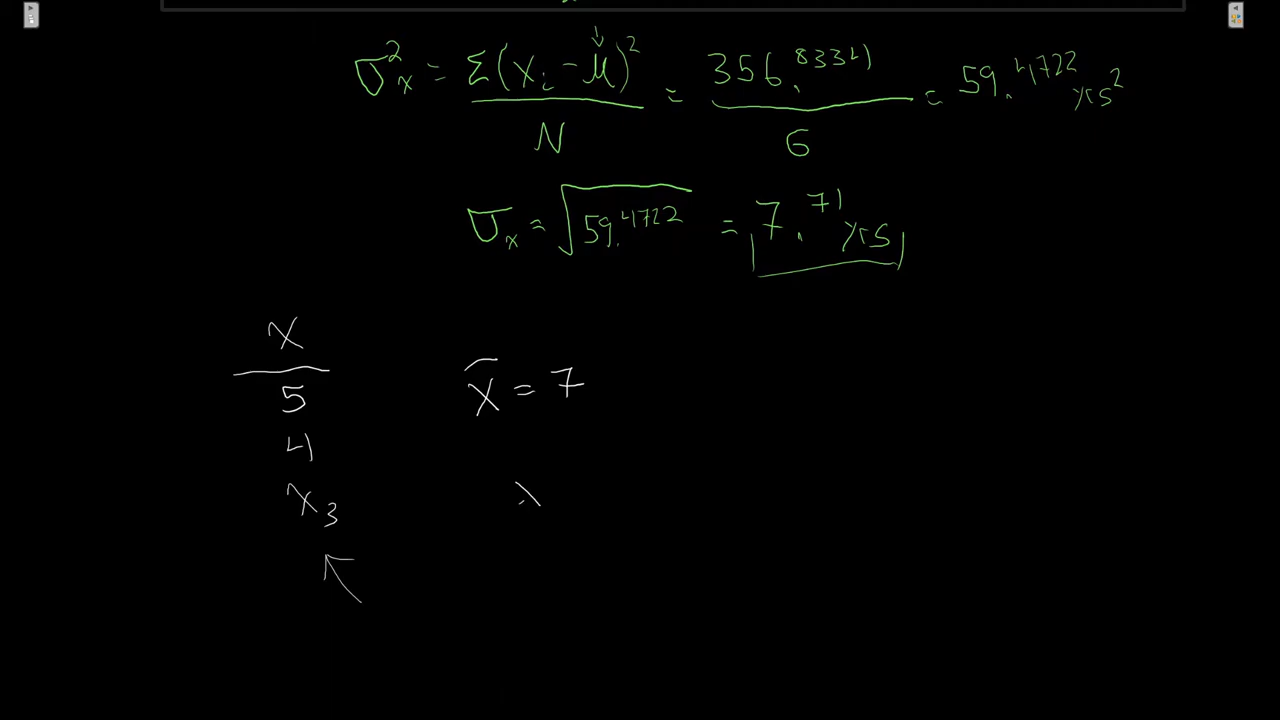 σ²ₓ = Σ(xᵢ - μ)² / N = 356.8334 / 6 = 59.4722 yrs²
σₓ = √59.4722 = 7.71 yrs
x
5
x̄ = 7
4
x₃